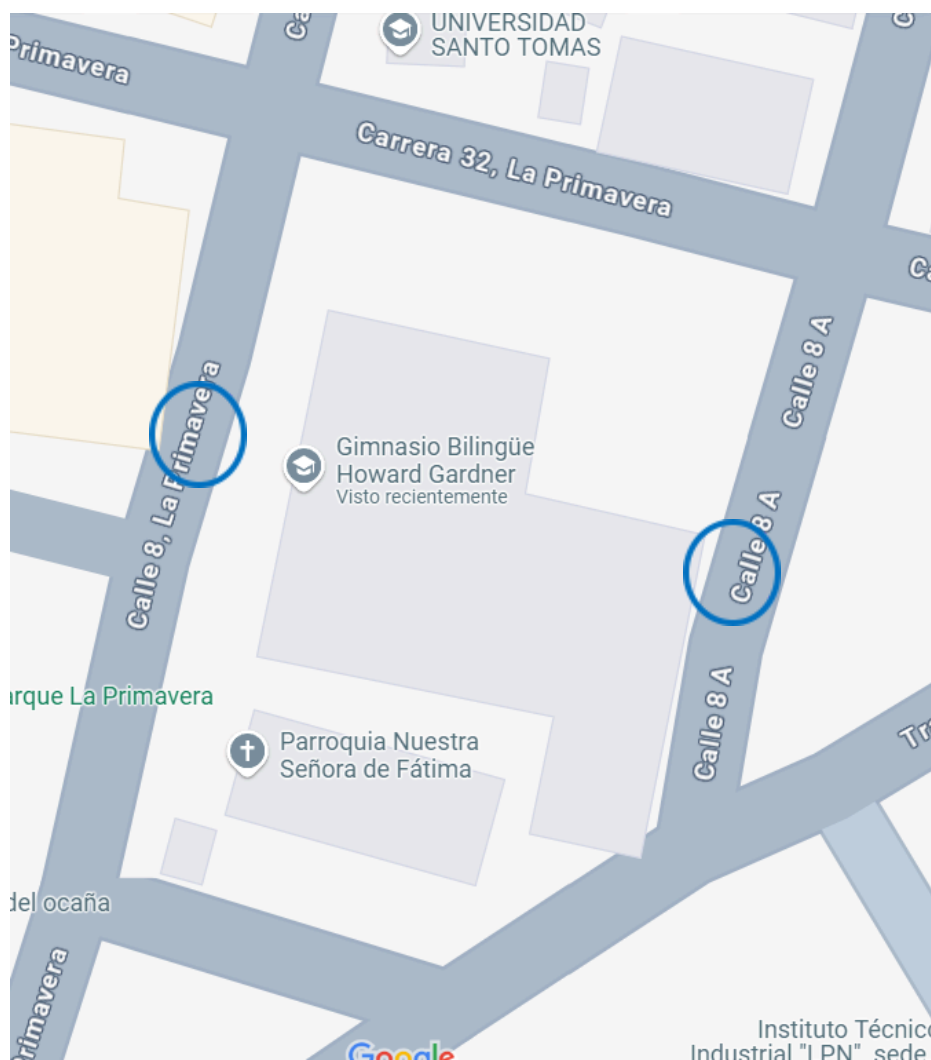 UNIVERSIDAD
SANTO TOMAS
Primavera
Carrera 32, La Primavera
Calle 8 A
Calle 8, La Primavera
Gimnasio Bilingüe
Howard Gardner
Visto recientemente
Calle 8 A
Calle 8 A
arque La Primavera
Parroquia Nuestra
Señora de Fátima
del ocaña
Primavera
Google
Instituto Técnico
Industrial "LPN", sede